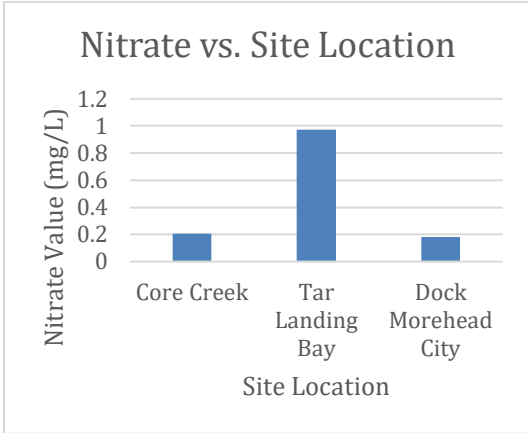 Nitrate vs. Site Location
Nitrate Value (mg/L)
1.2
1
0.8
0.6
0.4
0.2
0
Core Creek
Tar
Landing
Bay
Dock
Morehead
City
Site Location